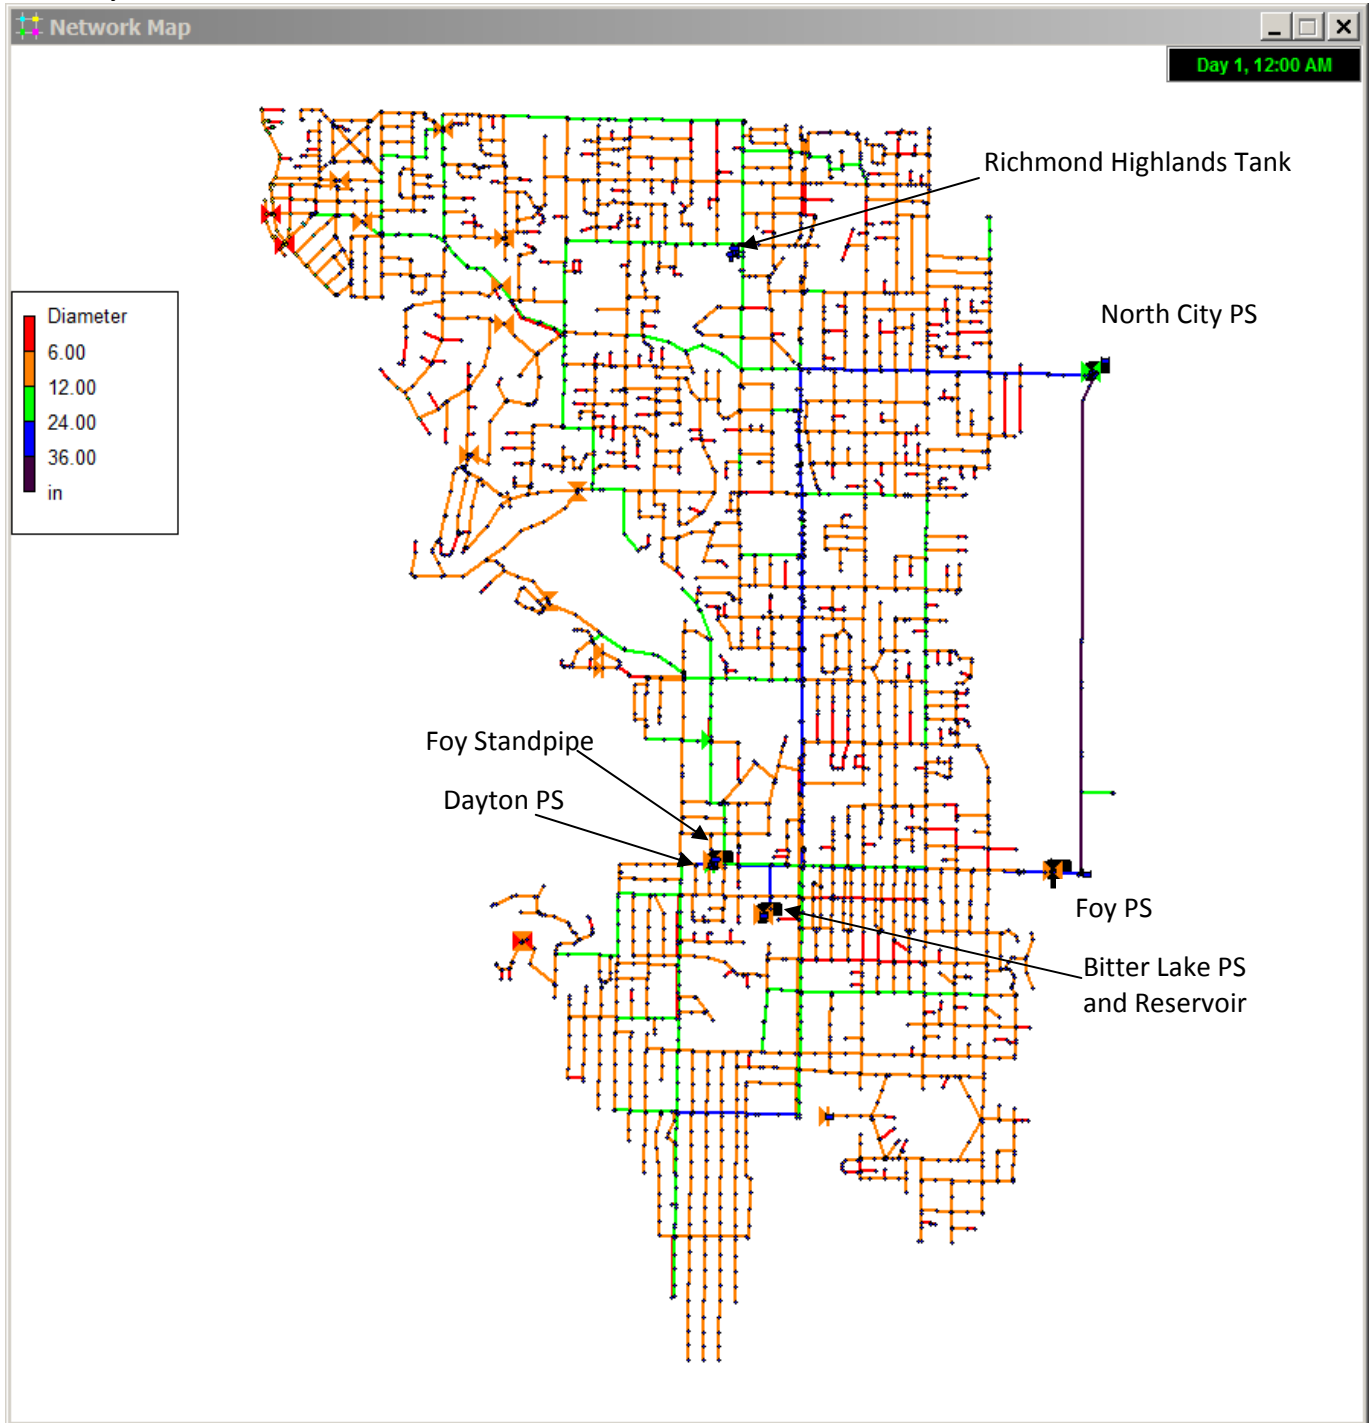 Network Map
Day 1, 12:00 AM
Richmond Highlands Tank
North City PS
Diameter
6.00
12.00
24.00
36.00
in
Foy Standpipe
Dayton PS
Foy PS
Bitter Lake PS
and Reservoir